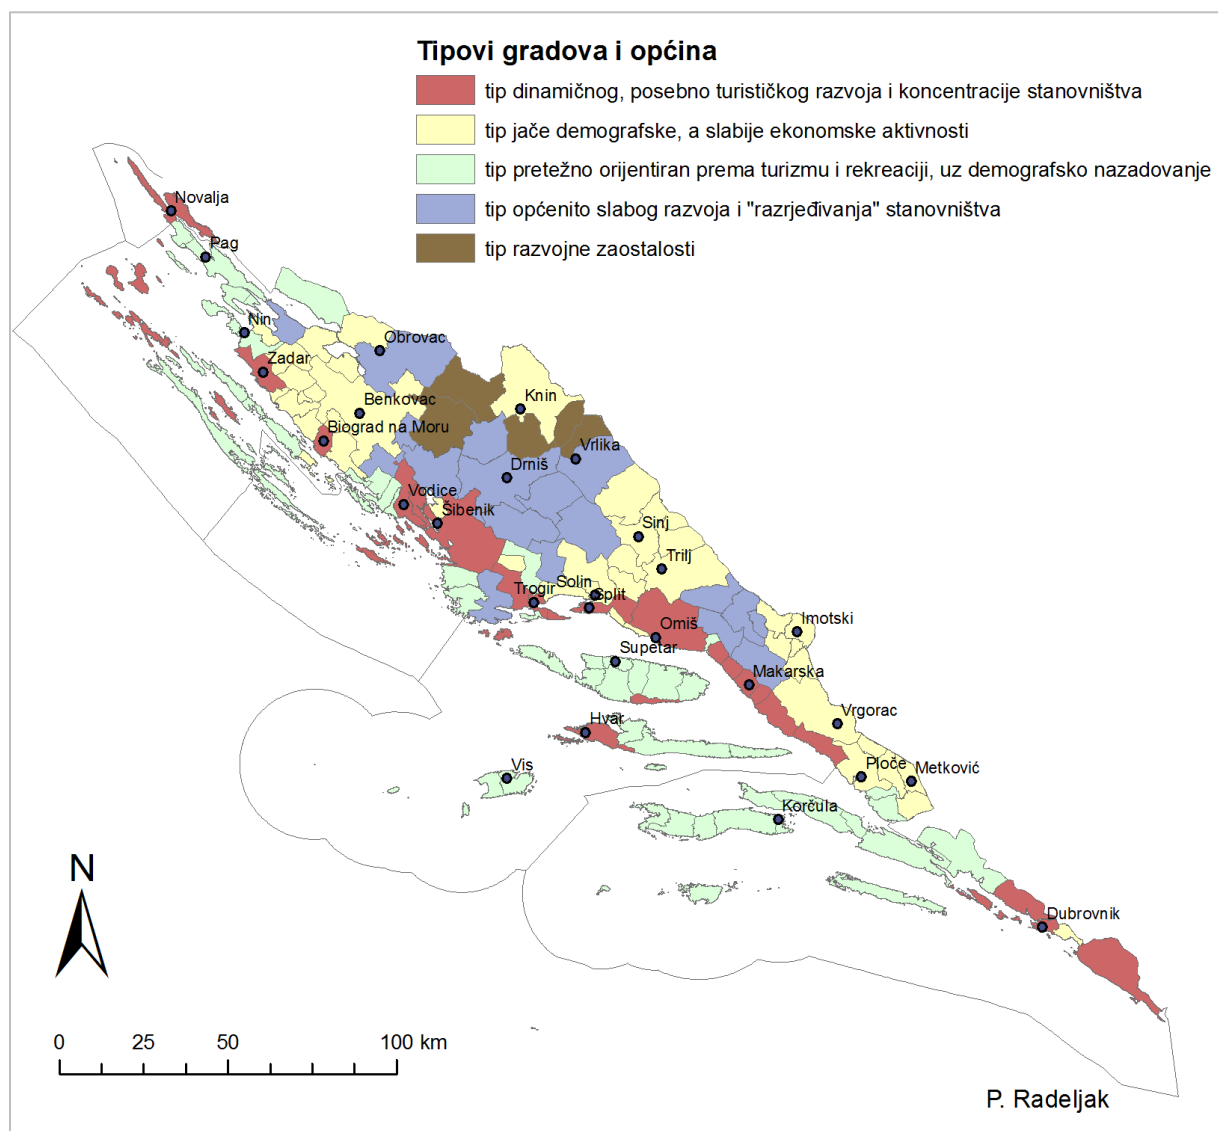 Tipovi gradova i općina
tip dinamičnog, posebno turističkog razvoja i koncentracije stanovništva
tip jače demografske, a slabije ekonomske aktivnosti
tip pretežno orijentiran prema turizmu i rekreaciji, uz demografsko nazadovanje
tip općenito slabog razvoja i "razrjeđivanja" stanovništva
tip razvojne zaostalosti
Novalja
Pag
Nin
Obrovac
Zadar
Benkovac
Knin
Biograd na Moru
Vrlika
Drniš
Vodice
Šibenik
Sinj
Trilj
Solin
Trogir
Split
Omiš
Imotski
Supetar
Makarska
Hvar
Vrgorac
Vis
Ploče
Metković
Korčula
Dubrovnik
N
0 25 50 100 km
P. Radeljak